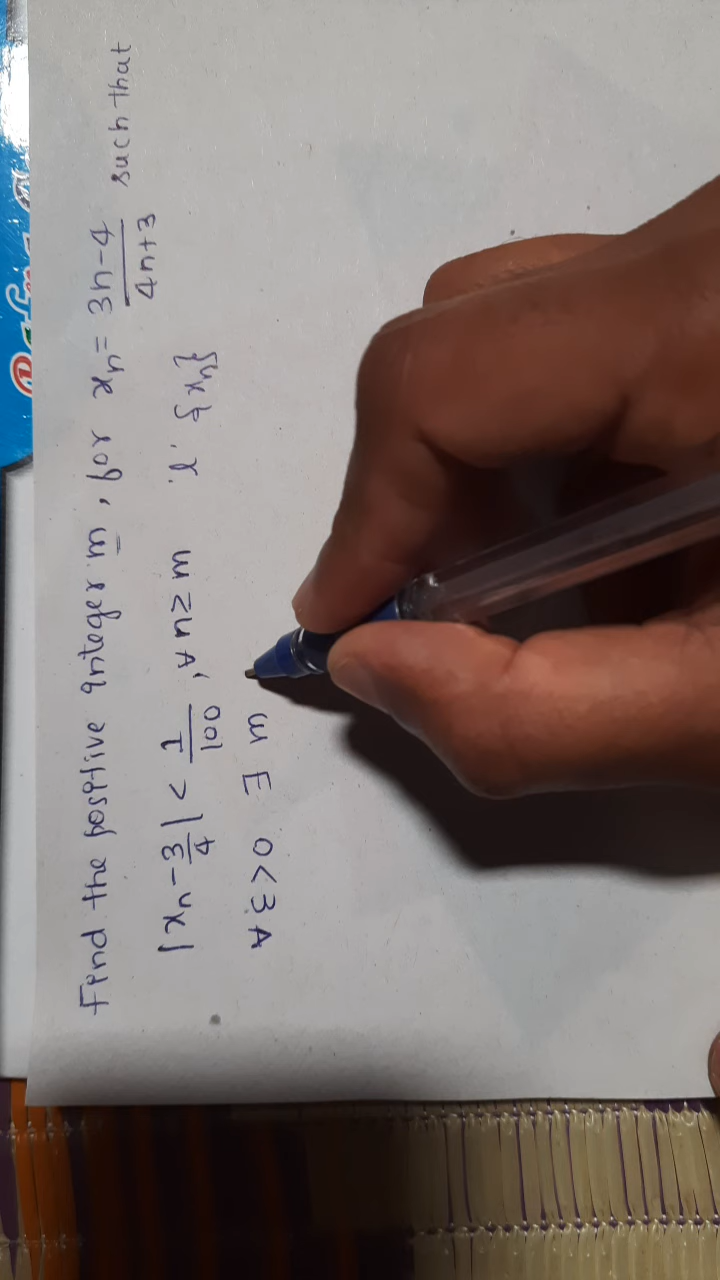 Find the positive integer m, for xₙ = (3n-4)/(4n+3) such that
|xₙ - 3/4| < 1/100, ∀ n ≥ m 'l' {xₙ}
∀ ε > 0 ∃ m